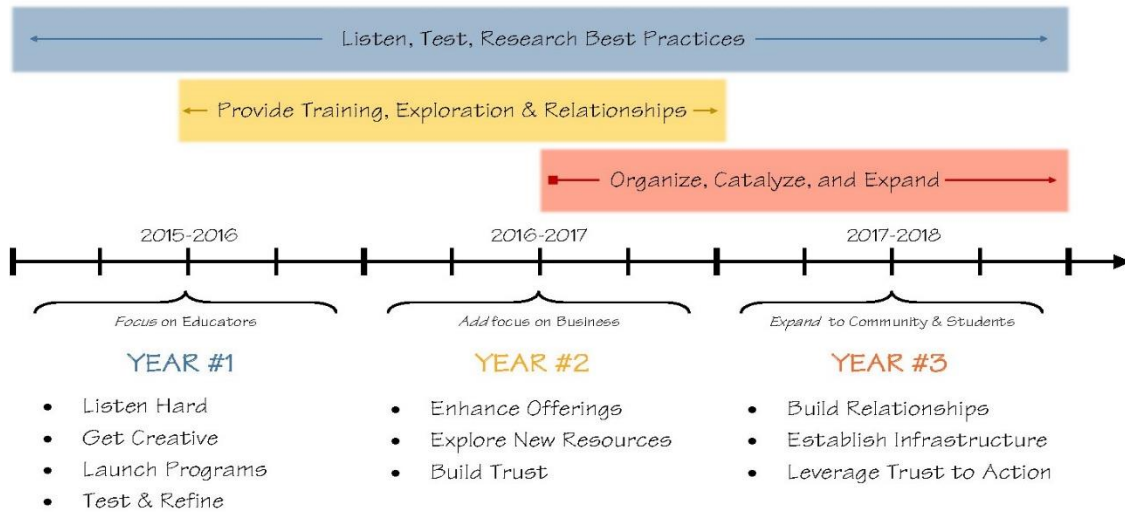 Listen, Test, Research Best Practices
Provide Training, Exploration & Relationships
Organize, Catalyze, and Expand
2015-2016
2016-2017
2017-2018
Focus on Educators
Add focus on Business
Expand to Community & Students
YEAR #1
• Listen Hard
• Get Creative
• Launch Programs
• Test & Refine
YEAR #2
• Enhance Offerings
• Explore New Resources
• Build Trust
YEAR #3
• Build Relationships
• Establish Infrastructure
• Leverage Trust to Action